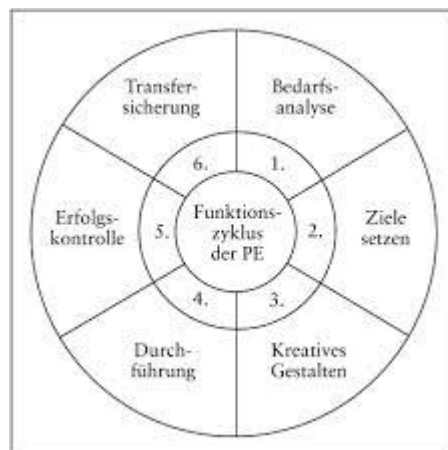 Transfer-
sicherung
Bedarfs-
analyse
6.
1.
Erfolgs-
kontrolle
5.
Funktions-
zyklus
der PE
2.
Ziele
setzen
4.
3.
Durch-
führung
Kreatives
Gestalten